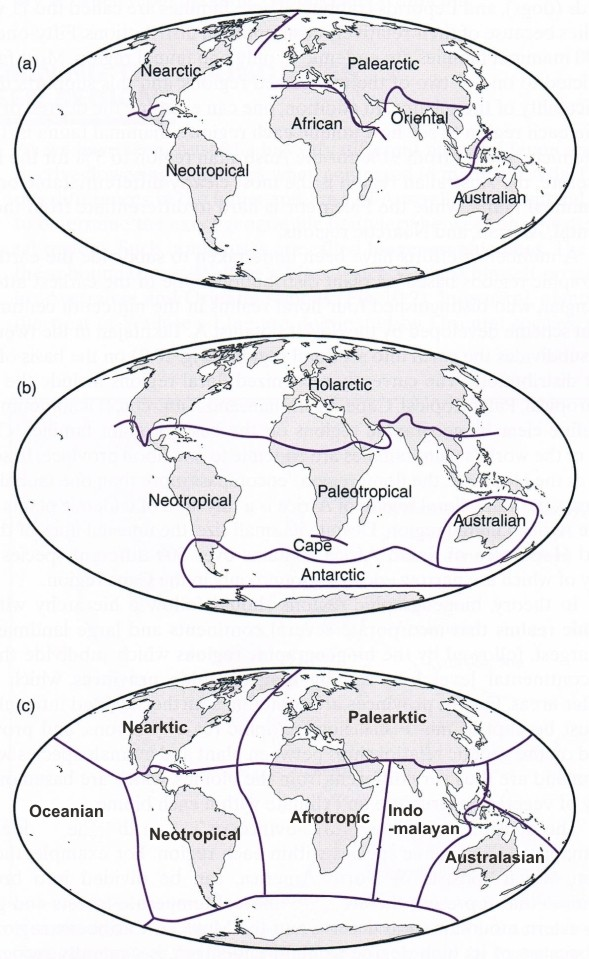 (a)
Nearctic
Palearctic
African
Oriental
Neotropical
Australian
(b)
Holarctic
Neotropical
Paleotropical
Australian
Cape
Antarctic
(c)
Nearktic
Palearktic
Oceanian
Neotropical
Afrotropic
Indo
-malayan
Australasian